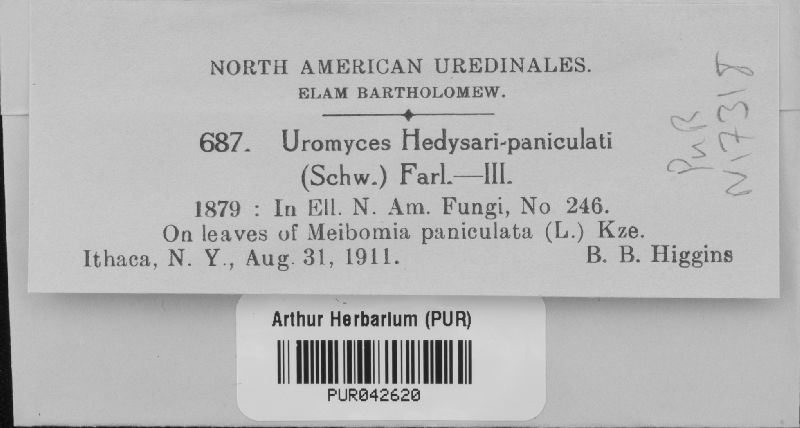 NORTH AMERICAN UREDINALES.
ELAM BARTHOLOMEW.
687. Uromyces Hedysari-paniculati
(Schw.) Farl.—III.
1879 : In Ell. N. Am. Fungi, No 246.
On leaves of Meibomia paniculata (L.) Kze.
Ithaca, N. Y., Aug. 31, 1911. B. B. Higgins
PUR
N17318
Arthur Herbarium (PUR)
PUR042620